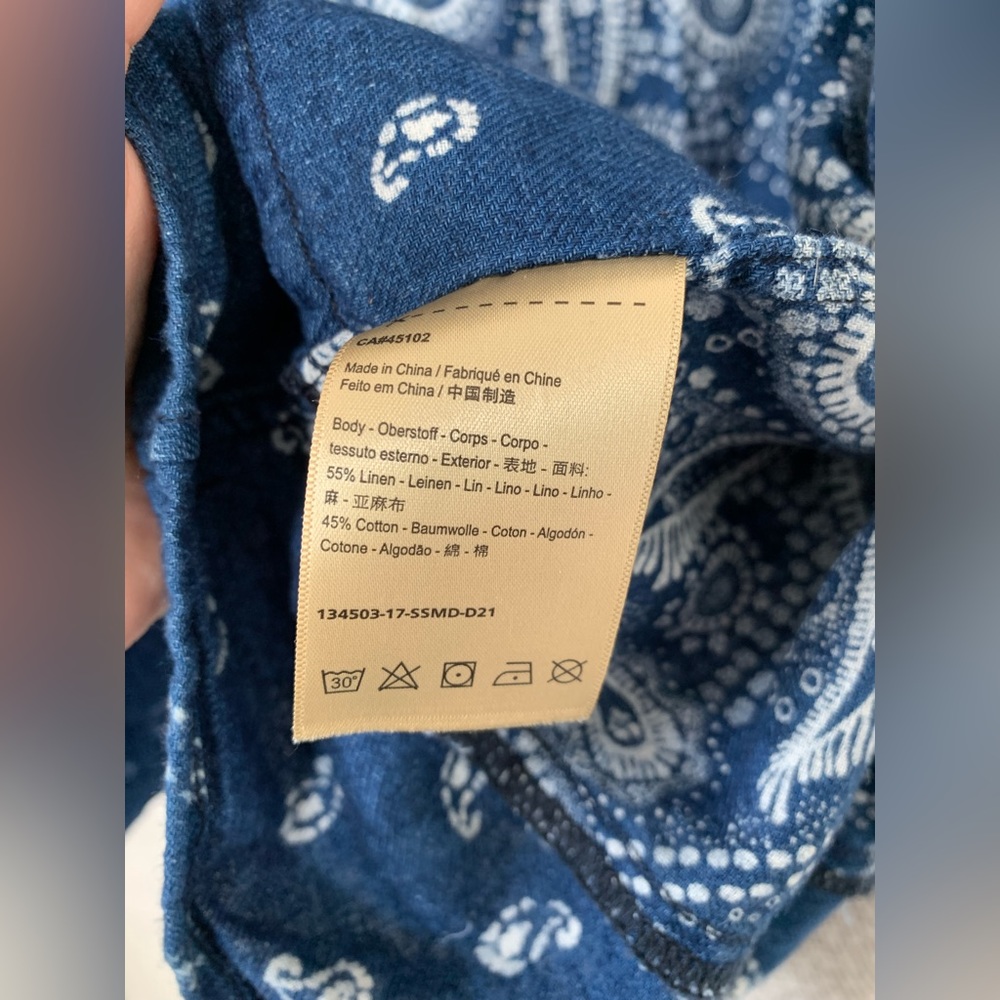 CA#45102
Made in China / Fabriqué en Chine
Feito em China / 中国制造
Body - Oberstoff - Corps - Corpo -
tessuto esterno - Exterior - 表地 - 面料:
55% Linen - Leinen - Lin - Lino - Lino - Linho -
麻 - 亚麻布
45% Cotton - Baumwolle - Coton - Algodón -
Cotone - Algodão - 綿 - 棉
134503-17-SSMD-D21
30°